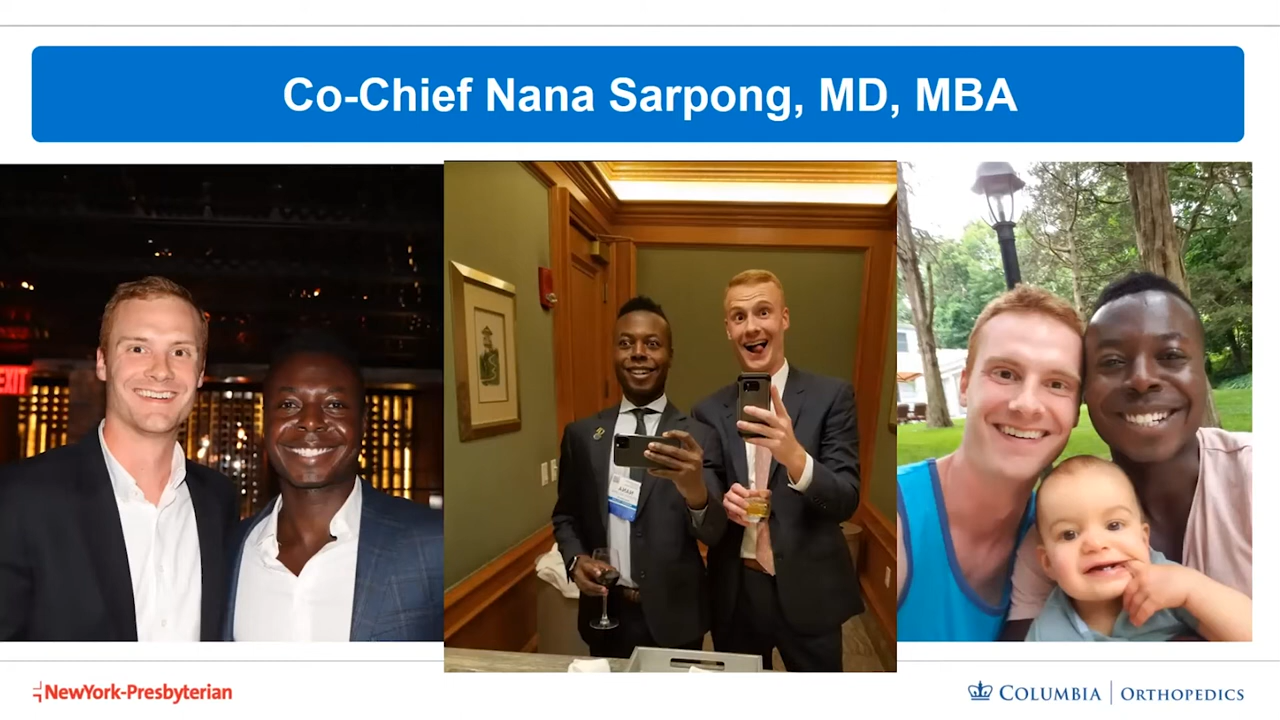 Co-Chief Nana Sarpong, MD, MBA
EXIT
NewYork-Presbyterian
COLUMBIA | ORTHOPEDICS